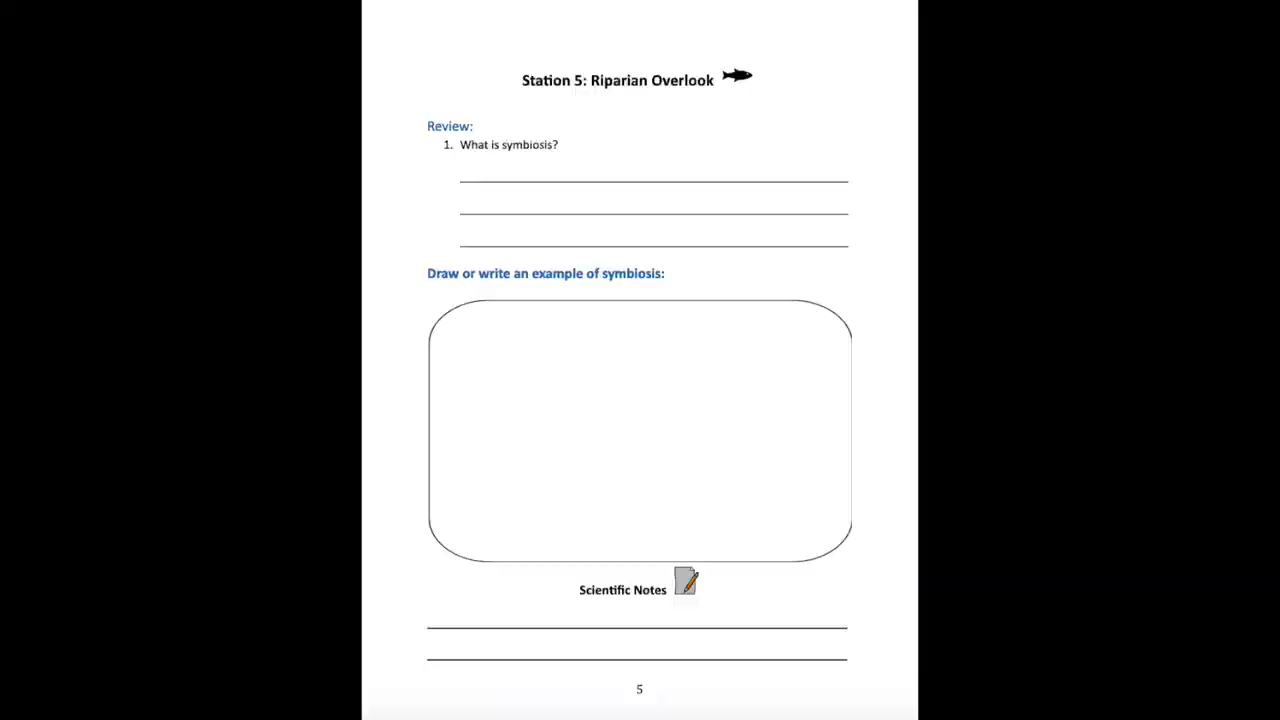 Station 5: Riparian Overlook
Review:
1. What is symbiosis?
Draw or write an example of symbiosis:
Scientific Notes
5